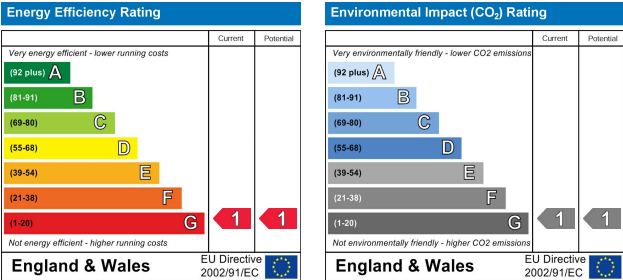 Energy Efficiency Rating
Current Potential
Very energy efficient - lower running costs
(92 plus) A
(81-91) B
(69-80) C
(55-68) D
(39-54) E
(21-38) F
(1-20) G 1 1
Not energy efficient - higher running costs
England & Wales
EU Directive
2002/91/EC
Environmental Impact (CO₂) Rating
Current Potential
Very environmentally friendly - lower CO2 emissions
(92 plus) A
(81-91) B
(69-80) C
(55-68) D
(39-54) E
(21-38) F
(1-20) G 1 1
Not environmentally friendly - higher CO2 emissions
England & Wales
EU Directive
2002/91/EC